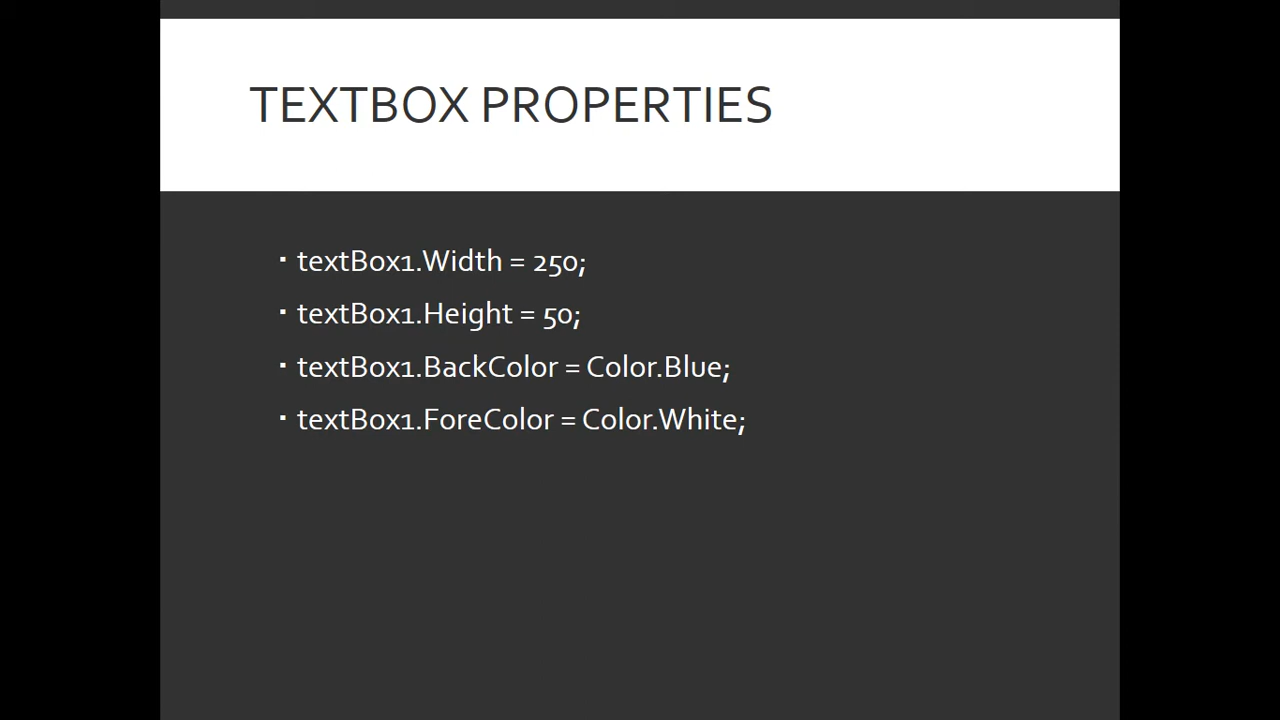 TEXTBOX PROPERTIES
▪ textBox1.Width = 250;
▪ textBox1.Height = 50;
▪ textBox1.BackColor = Color.Blue;
▪ textBox1.ForeColor = Color.White;